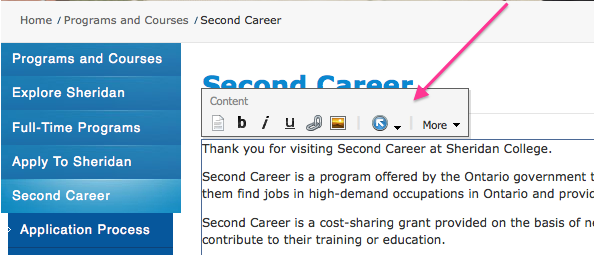 Home / Programs and Courses / Second Career
Programs and Courses
Explore Sheridan
Full-Time Programs
Apply To Sheridan
Second Career
Application Process
Second Career
Content
b i u More
Thank you for visiting Second Career at Sheridan College.
Second Career is a program offered by the Ontario government
them find jobs in high-demand occupations in Ontario and
Second Career is a cost-sharing grant provided on the basis of
contribute to their training or education.